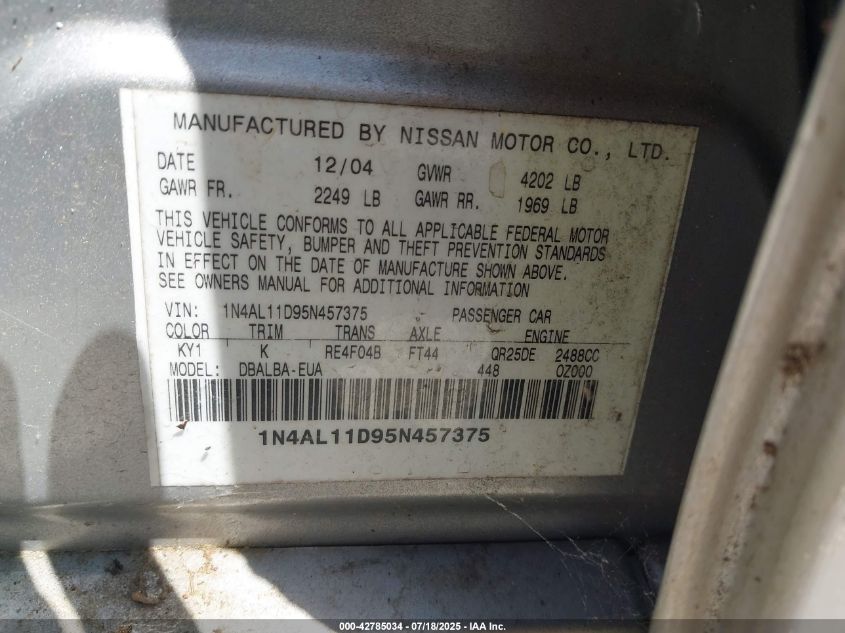 MANUFACTURED BY NISSAN MOTOR CO., LTD.
DATE 12/04 GVWR 4202 LB
GAWR FR. 2249 LB GAWR RR. 1969 LB
THIS VEHICLE CONFORMS TO ALL APPLICABLE FEDERAL MOTOR
VEHICLE SAFETY, BUMPER AND THEFT PREVENTION STANDARDS
IN EFFECT ON THE DATE OF MANUFACTURE SHOWN ABOVE.
SEE OWNERS MANUAL FOR ADDITIONAL INFORMATION
VIN: 1N4AL11D95N457375 PASSENGER CAR
COLOR TRIM TRANS AXLE ENGINE
KY1 K RE4F04B FT44 QR25DE 2488CC
MODEL: DBALBA-EUA 448 0Z000
1N4AL11D95N457375
000-42785034 - 07/18/2025 - IAA Inc.